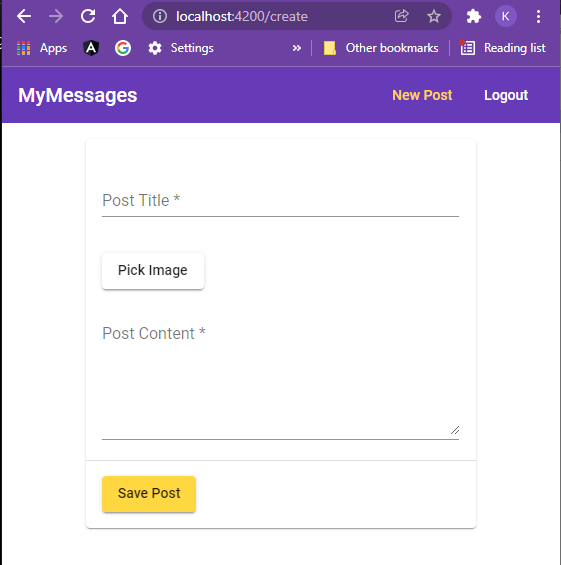 localhost:4200/create
K
Apps
Settings
»
Other bookmarks
Reading list
MyMessages
New Post
Logout
Post Title *
Pick Image
Post Content *
Save Post